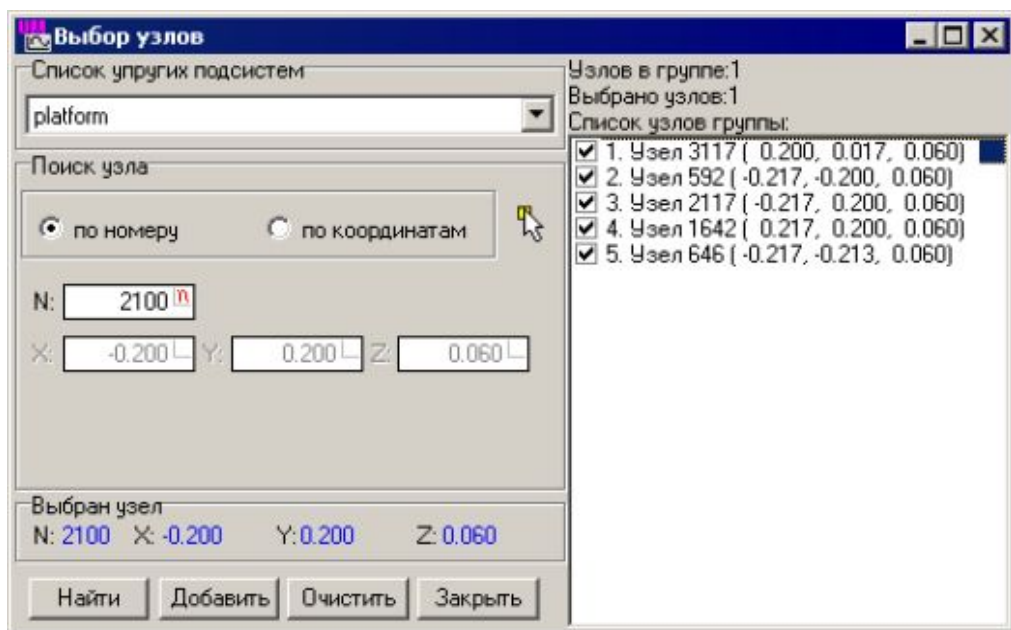 Выбор узлов
Список упругих подсистем
platform
Поиск узла
по номеру по координатам
N: 2100 n
X: -0.200 Y: 0.200 Z: 0.060
Выбран узел
N: 2100 X: -0.200 Y: 0.200 Z: 0.060
Найти Добавить Очистить Закрыть
Узлов в группе:1
Выбрано узлов:1
Список узлов группы:
1. Узел 3117 ( 0.200, 0.017, 0.060)
2. Узел 592 ( -0.217, -0.200, 0.060)
3. Узел 2117 ( -0.217, 0.200, 0.060)
4. Узел 1642 ( 0.217, 0.200, 0.060)
5. Узел 646 ( -0.217, -0.213, 0.060)